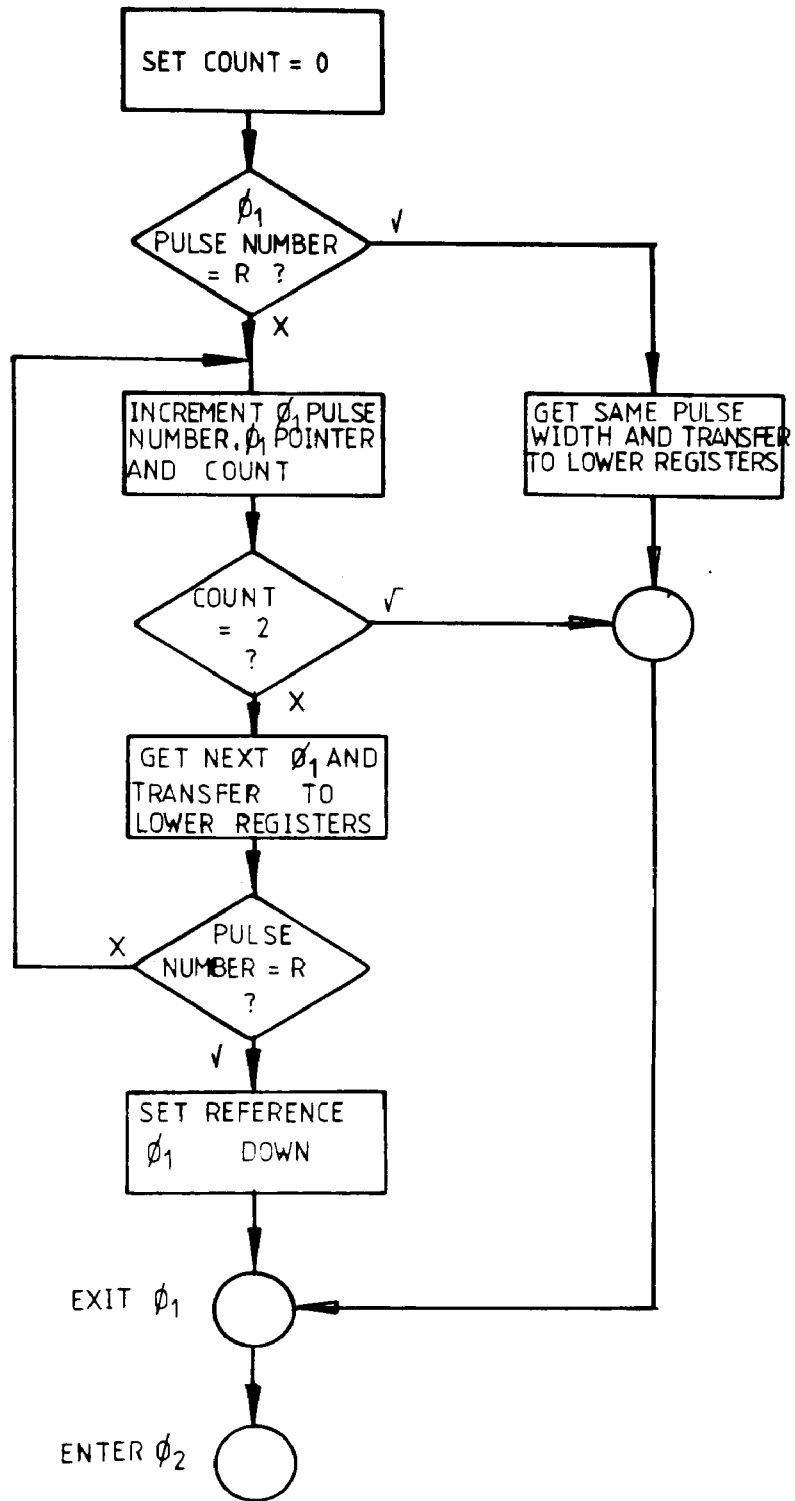 SET COUNT = 0
Ø1
PULSE NUMBER
= R ?
√
X
INCREMENT Ø1 PULSE
NUMBER, Ø1 POINTER
AND COUNT
GET SAME PULSE
WIDTH AND TRANSFER
TO LOWER REGISTERS
COUNT
= 2
?
√
X
GET NEXT Ø1 AND
TRANSFER TO
LOWER REGISTERS
X
PULSE
NUMBER = R
?
√
SET REFERENCE
Ø1 DOWN
EXIT Ø1
ENTER Ø2